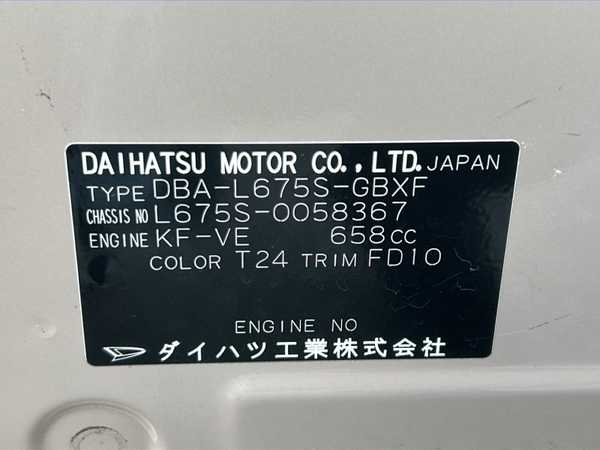 DAIHATSU MOTOR CO., LTD. JAPAN
TYPE DBA-L675S-GBXF
CHASSIS NO L675S-0058367
ENGINE KF-VE 658cc
COLOR T24 TRIM FD10
ENGINE NO
ダイハツ工業株式会社